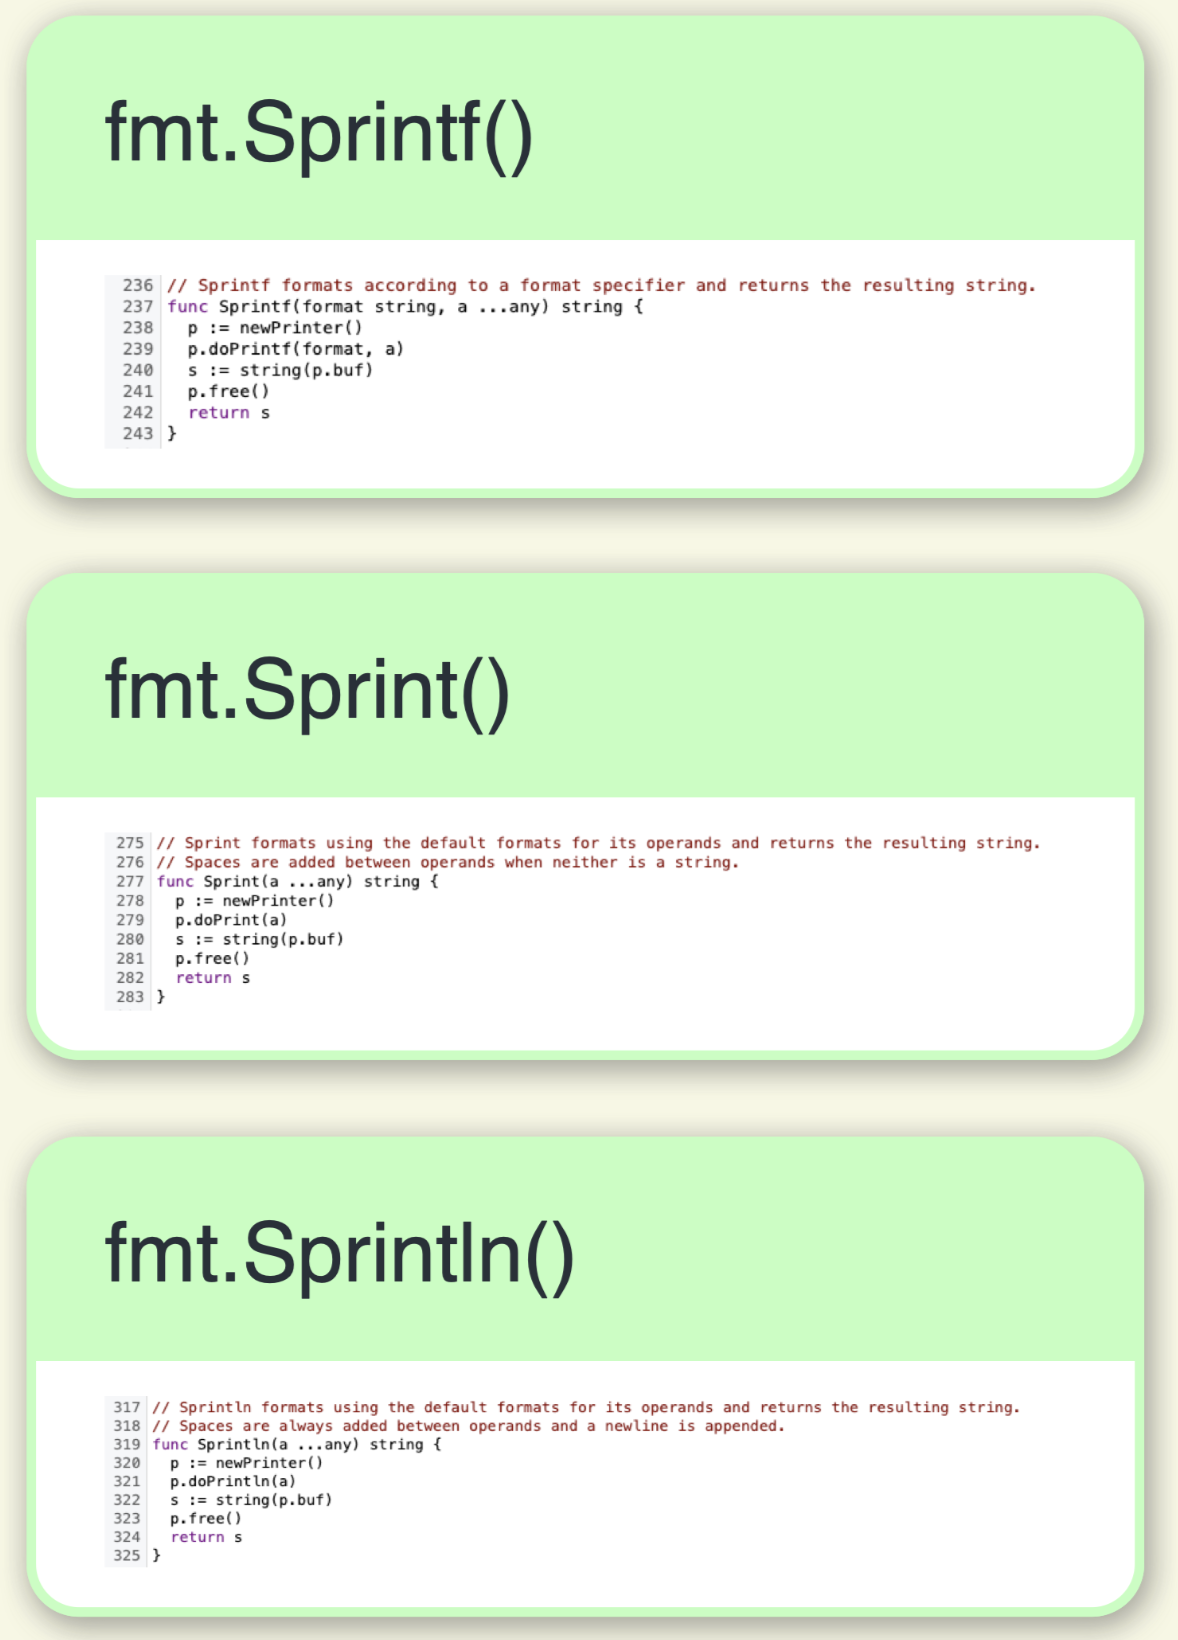 fmt.Sprintf()
236 // Sprintf formats according to a format specifier and returns the resulting string.
237 func Sprintf(format string, a ...any) string {
238   p := newPrinter()
239   p.doPrintf(format, a)
240   s := string(p.buf)
241   p.free()
242   return s
243 }
fmt.Sprint()
275 // Sprint formats using the default formats for its operands and returns the resulting string.
276 // Spaces are added between operands when neither is a string.
277 func Sprint(a ...any) string {
278   p := newPrinter()
279   p.doPrint(a)
280   s := string(p.buf)
281   p.free()
282   return s
283 }
fmt.Sprintln()
317 // Sprintln formats using the default formats for its operands and returns the resulting string.
318 // Spaces are always added between operands and a newline is appended.
319 func Sprintln(a ...any) string {
320   p := newPrinter()
321   p.doPrintln(a)
322   s := string(p.buf)
323   p.free()
324   return s
325 }